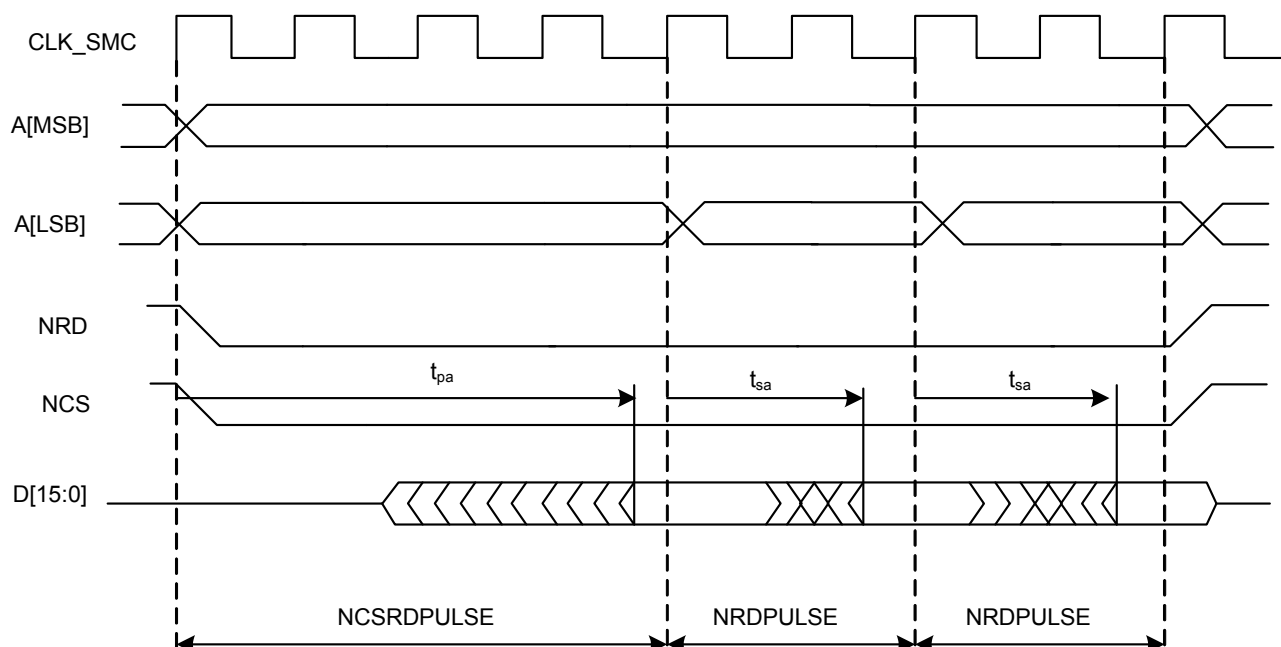 CLK_SMC
A[MSB]
A[LSB]
NRD
tpa
tsa
tsa
NCS
D[15:0]
NCSRDPULSE
NRDPULSE
NRDPULSE